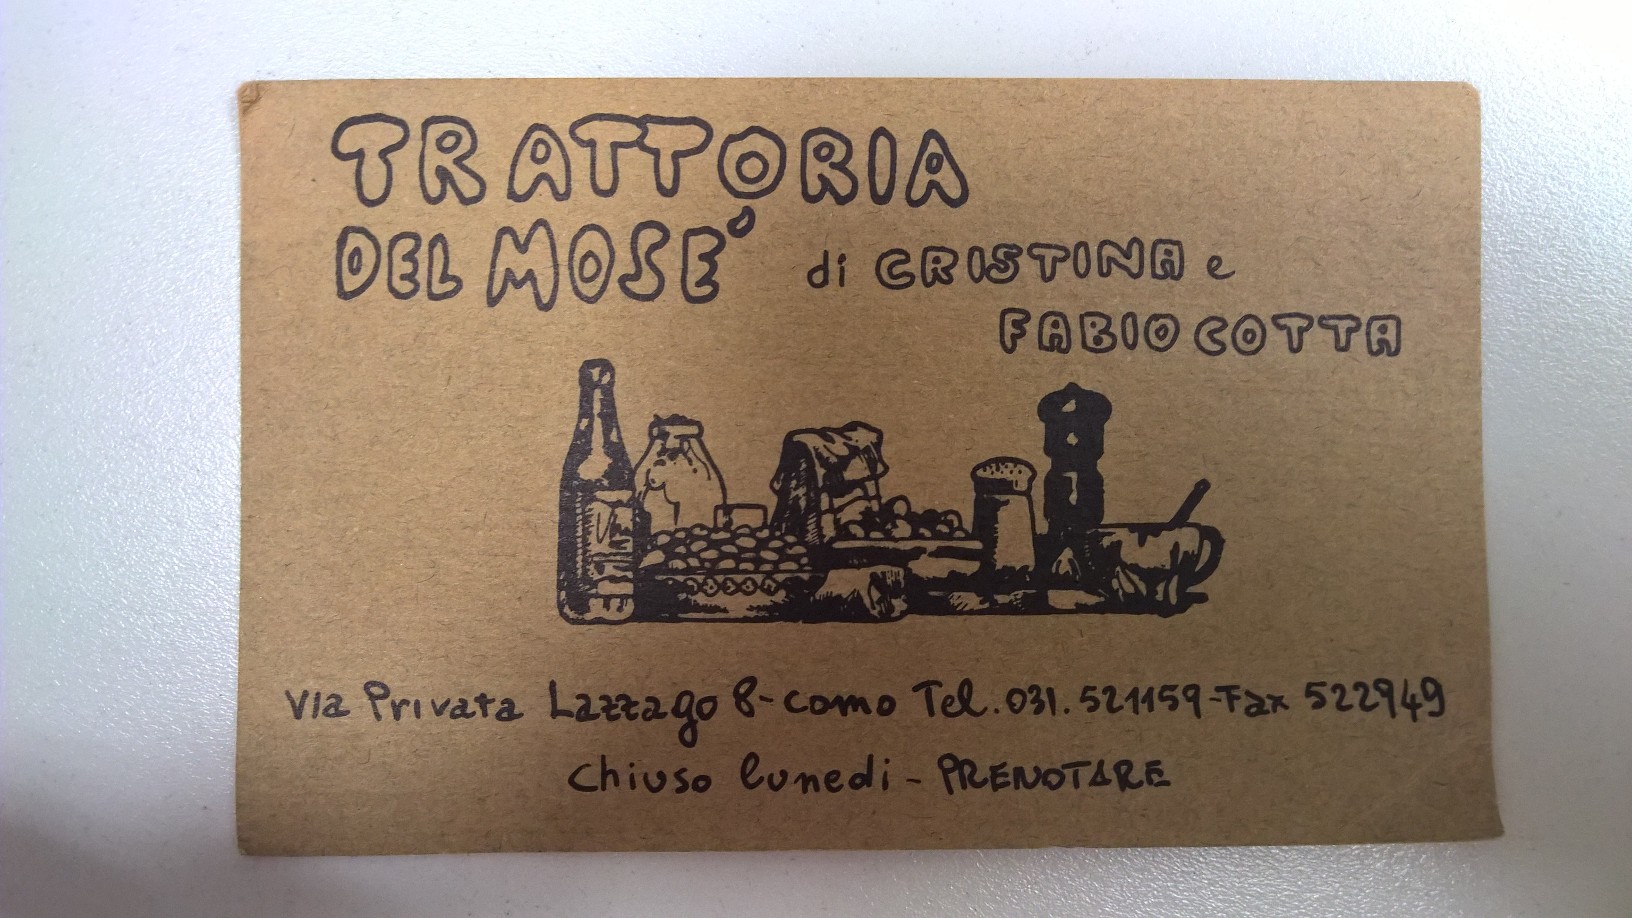 TRATTORIA
DEL MOSE' di CRISTINA e
FABIO COTTA
Via Privata Lazzago 8-como Tel. 031. 521159-Fax 522949
Chiuso lunedi - PRENOTARE